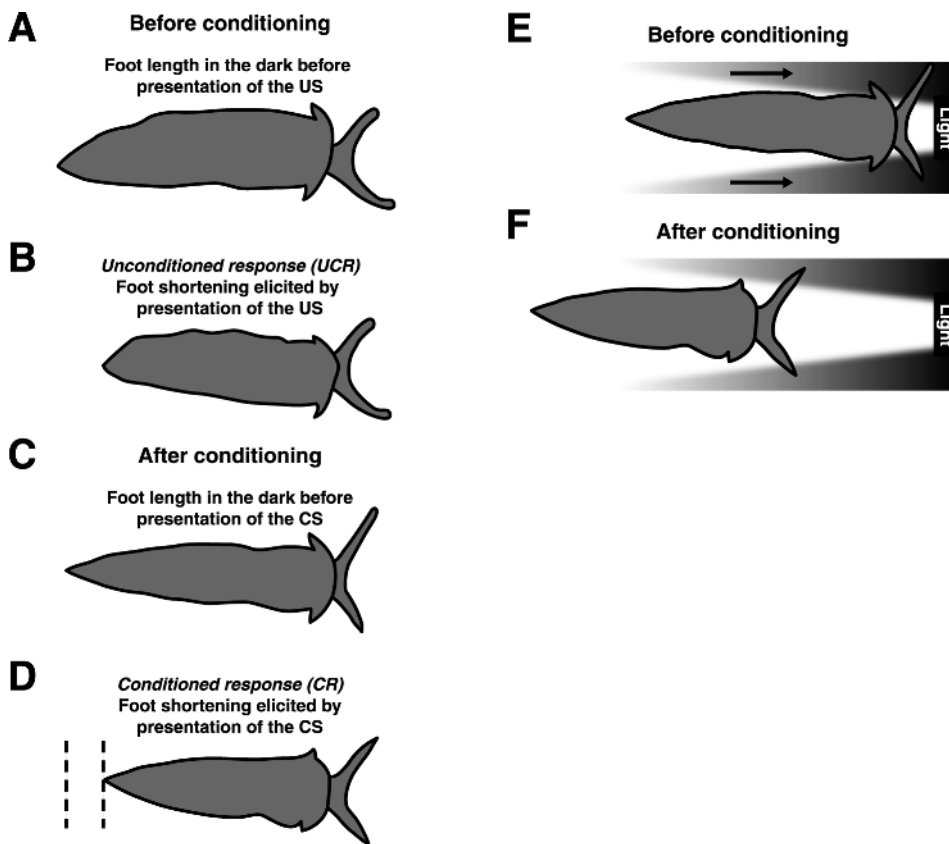 A
Before conditioning
Foot length in the dark before
presentation of the US
B
Unconditioned response (UCR)
Foot shortening elicited by
presentation of the US
C
After conditioning
Foot length in the dark before
presentation of the CS
D
Conditioned response (CR)
Foot shortening elicited by
presentation of the CS
E
Before conditioning
Light
F
After conditioning
Light